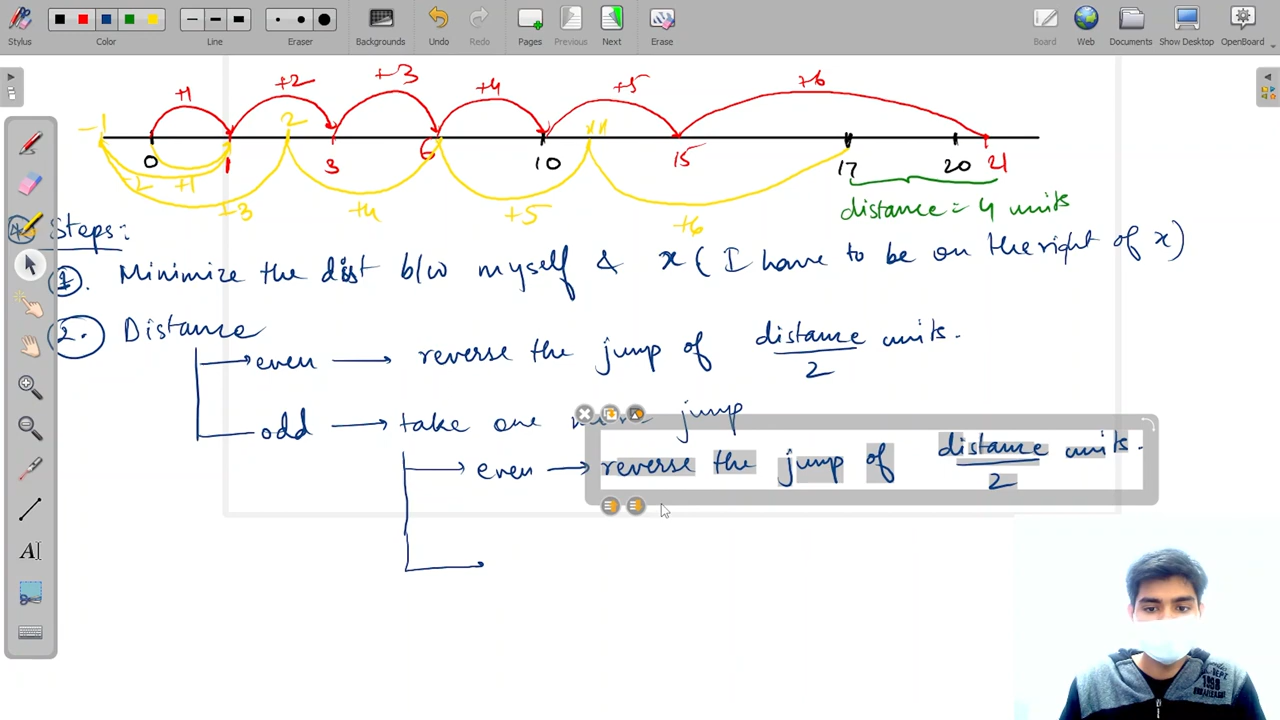 Stylus Color Line Eraser Backgrounds Undo Redo Pages Previous Next Erase Board Web Documents Show Desktop OpenBoard
+1 +2 +3 +4 +5 +6
-1 2
0 1 3 6 10 15 17 20 21
-2 +1 +3 +4 +5 +6
distance = 4 units
Steps:
1. Minimize the dist b/w myself & x ( I have to be on the right of x)
2. Distance
even → reverse the jump of distance/2 units.
odd → take one jump
even → reverse the jump of distance/2 units.